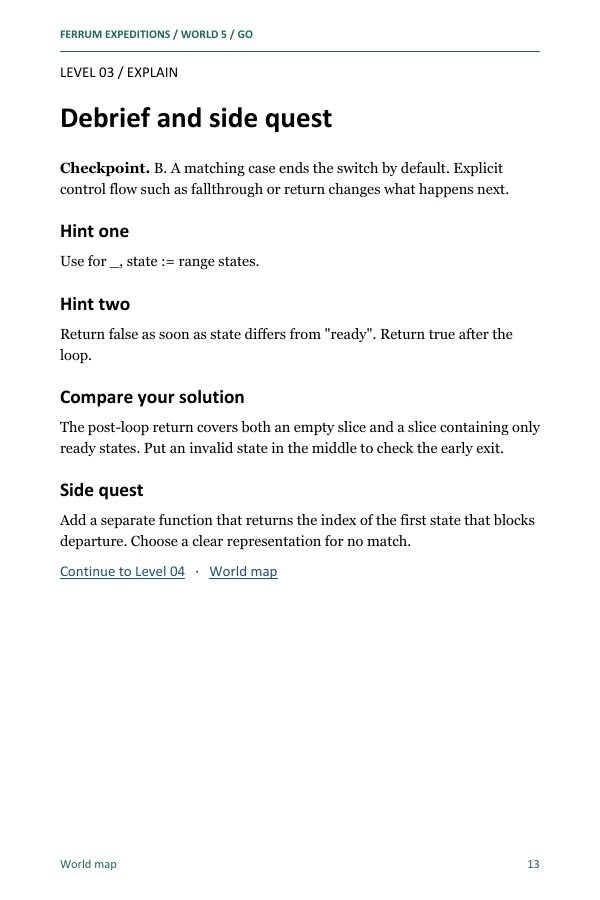 FERRUM EXPEDITIONS / WORLD 5 / GO
LEVEL 03 / EXPLAIN
Debrief and side quest
Checkpoint. B. A matching case ends the switch by default. Explicit
control flow such as fallthrough or return changes what happens next.
Hint one
Use for _, state := range states.
Hint two
Return false as soon as state differs from "ready". Return true after the
loop.
Compare your solution
The post-loop return covers both an empty slice and a slice containing only
ready states. Put an invalid state in the middle to check the early exit.
Side quest
Add a separate function that returns the index of the first state that blocks
departure. Choose a clear representation for no match.
Continue to Level 04 · World map
World map 13